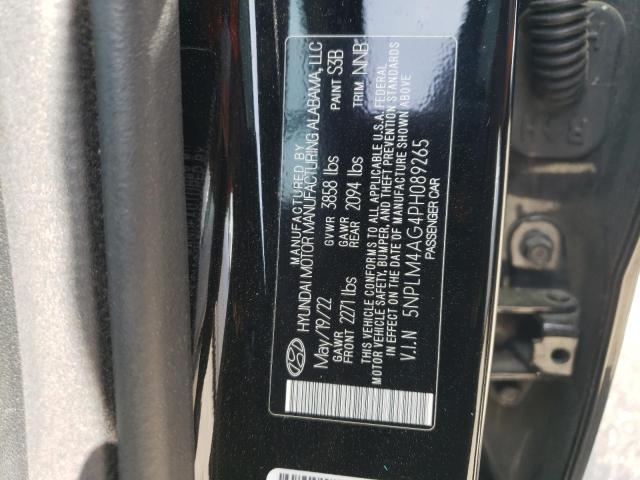 MANUFACTURED BY
HYUNDAI MOTOR MANUFACTURING ALABAMA, LLC
May/19/22 GVWR 3858 lbs PAINT S3B
GAWR FRONT 2271 lbs GAWR REAR 2094 lbs TRIM NNB
THIS VEHICLE CONFORMS TO ALL APPLICABLE U.S.A. FEDERAL
MOTOR VEHICLE SAFETY, BUMPER, AND THEFT PREVENTION STANDARDS
IN EFFECT ON THE DATE OF MANUFACTURE SHOWN ABOVE
V.I.N 5NPLM4AG4PH089265
PASSENGER CAR